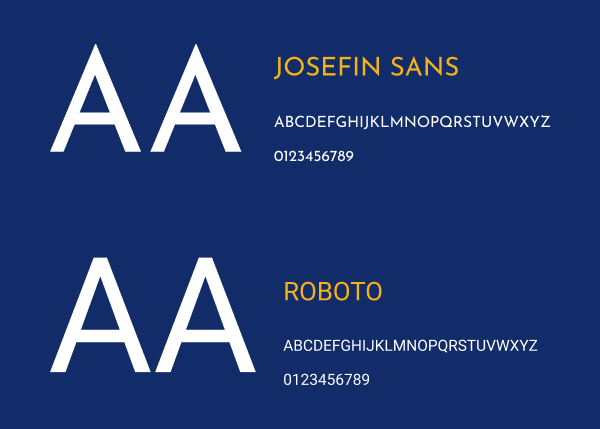 AA
JOSEFIN SANS
ABCDEFGHIJKLMNOPQRSTUVWXYZ
0123456789
AA
ROBOTO
ABCDEFGHIJKLMNOPQRSTUVWXYZ
0123456789